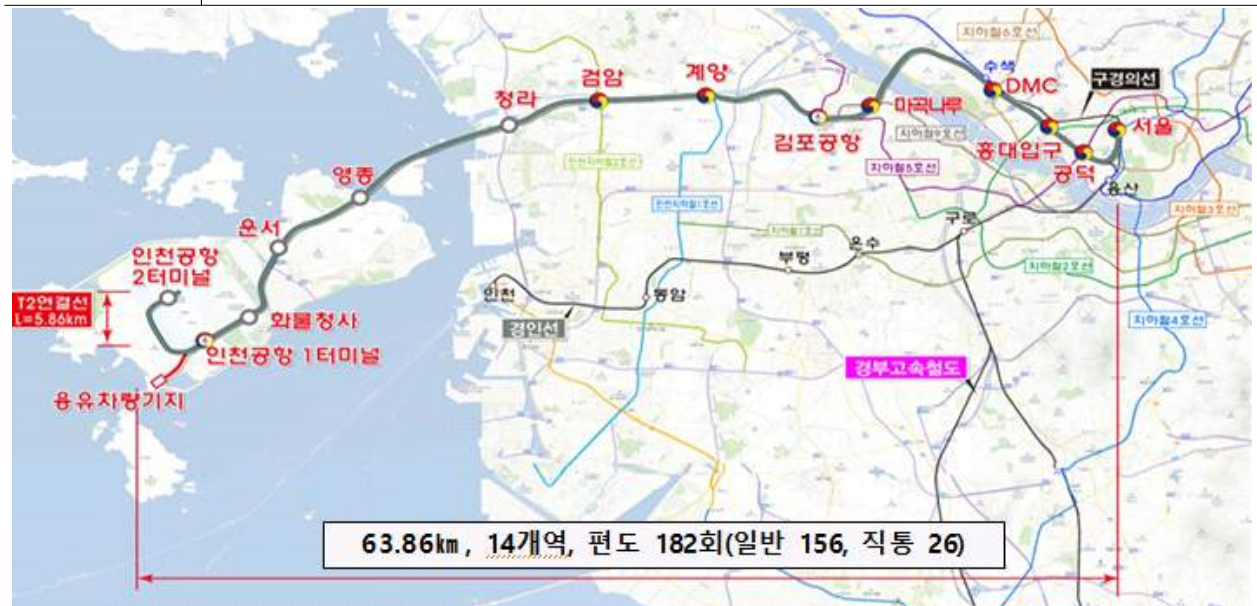 지하철6호선
수색
DMC
구경의선
검암
계양
마곡나루
서울
청라
김포공항
지하철9호선
홍대입구
공덕
용산
인천지하철2호선
지하철5호선
영종
인천지하철1호선
지하철3호선
운서
구로
지하철7호선
온수
인천공항
2터미널
부평
지하철2호선
T2연결선
L=5.86km
인천
동암
화물청사
경인선
지하철4호선
인천공항 1터미널
경부고속철도
용유차량기지
63.86㎞, 14개역, 편도 182회(일반 156, 직통 26)